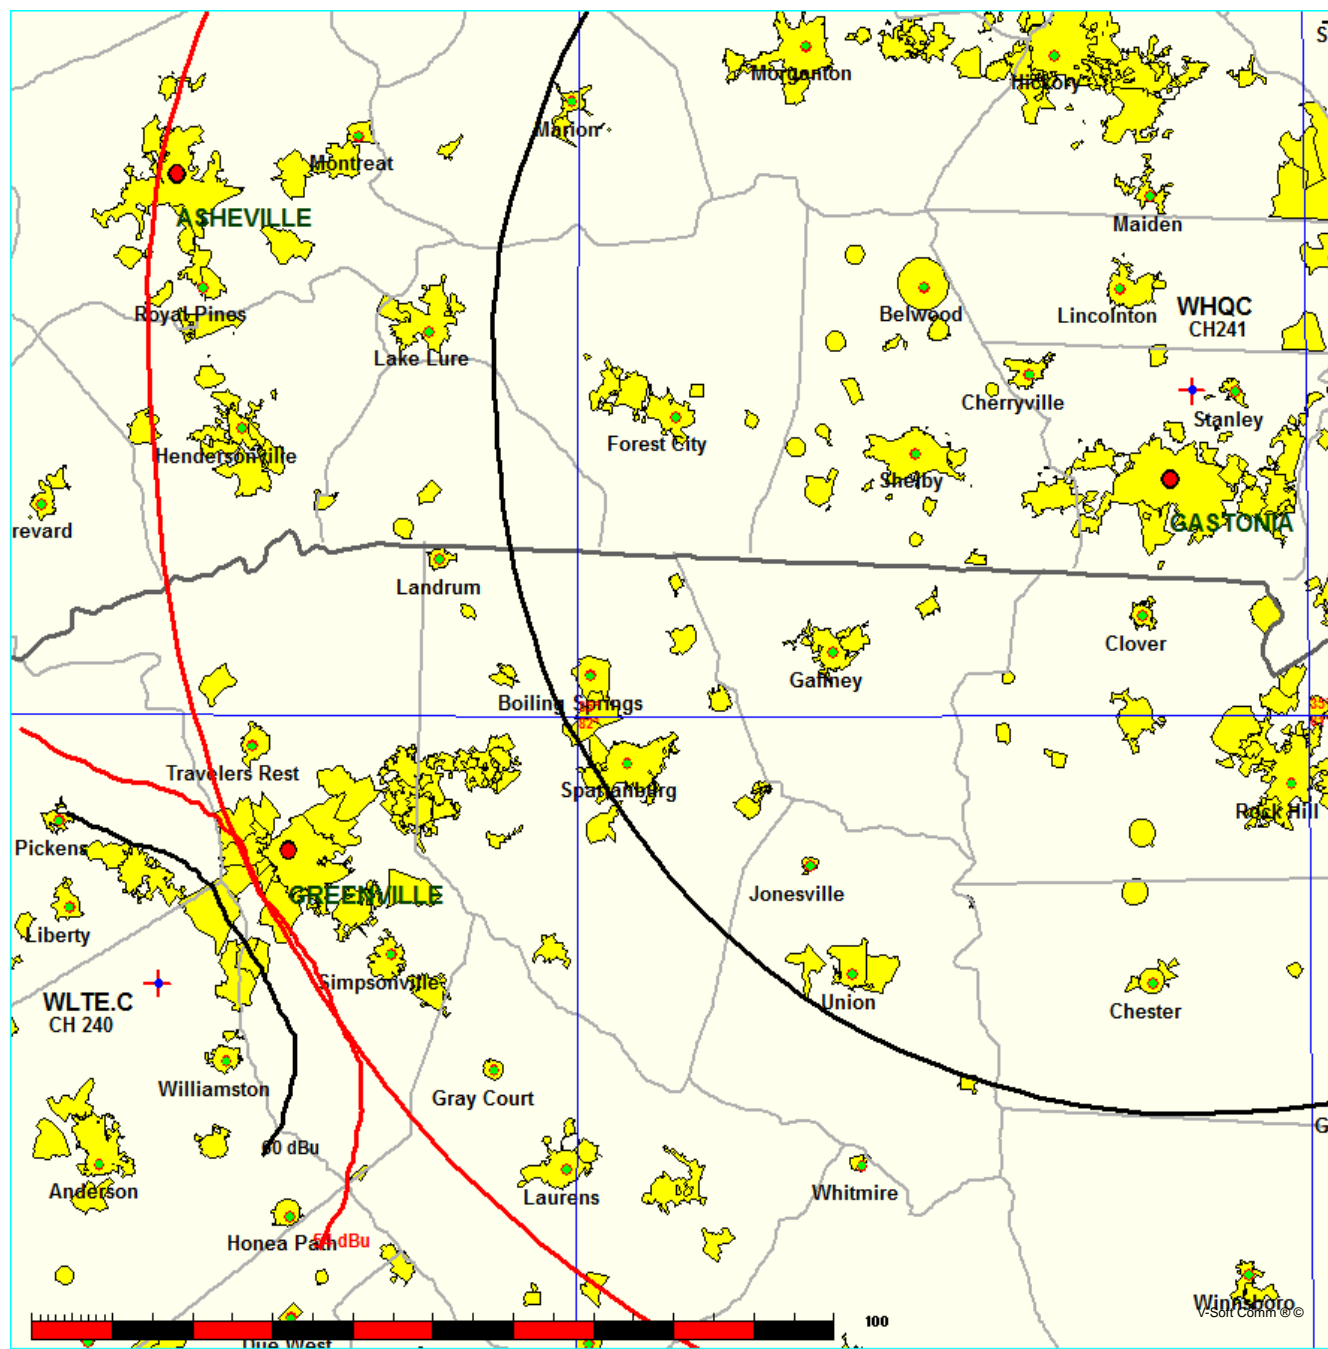 S
Morganton
Hickory
Marion
Montreat
ASHEVILLE
Maiden
Royal Pines
Belwood
Lincolnton
WHQC
CH241
Lake Lure
Cherryville
Stanley
Forest City
Hendersonville
Shelby
revard
GASTONIA
Landrum
Clover
Gaffney
Boiling Springs
Travelers Rest
Spartanburg
Rock Hill
Pickens
GREENVILLE
Jonesville
Liberty
Simpsonville
WLTE.C
CH 240
Union
Chester
Williamston
Gray Court
G
60 dBu
Anderson
Laurens
Whitmire
Honea Path
dBu
Winnsboro
V-Soft Comm ® ©
100
Due West